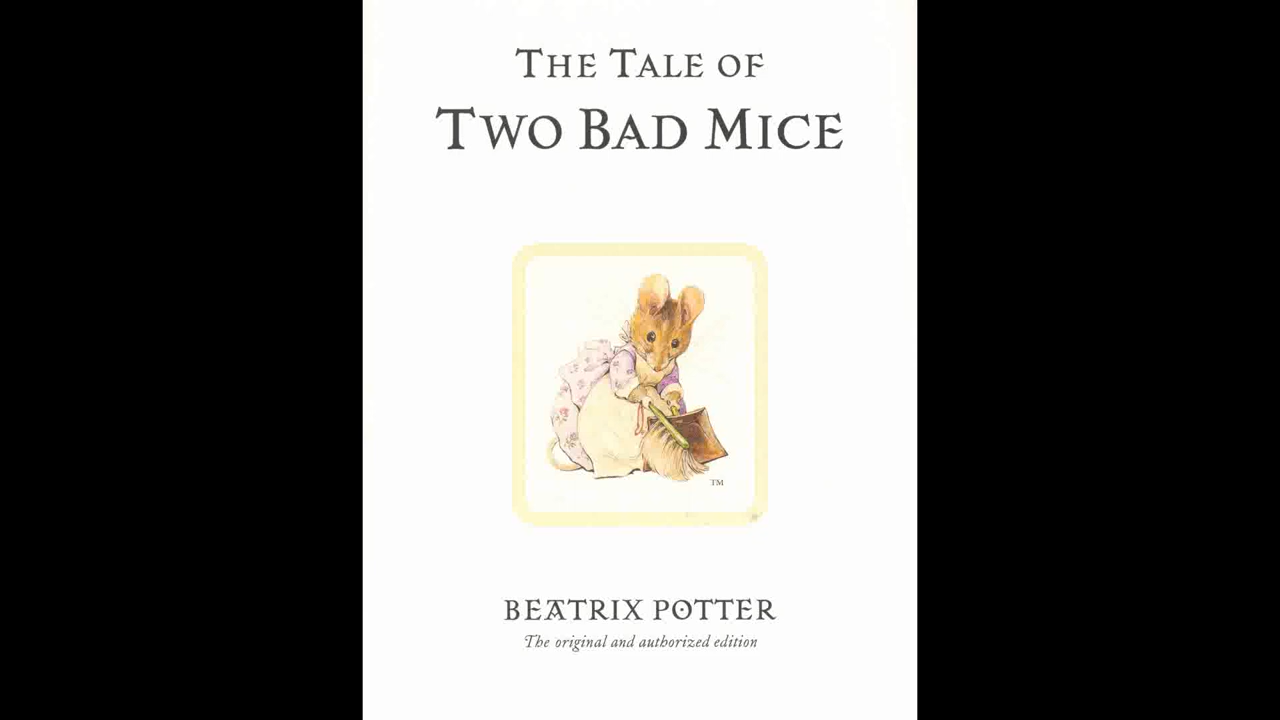 THE TALE OF
TWO BAD MICE
TM
BEATRIX POTTER
The original and authorized edition